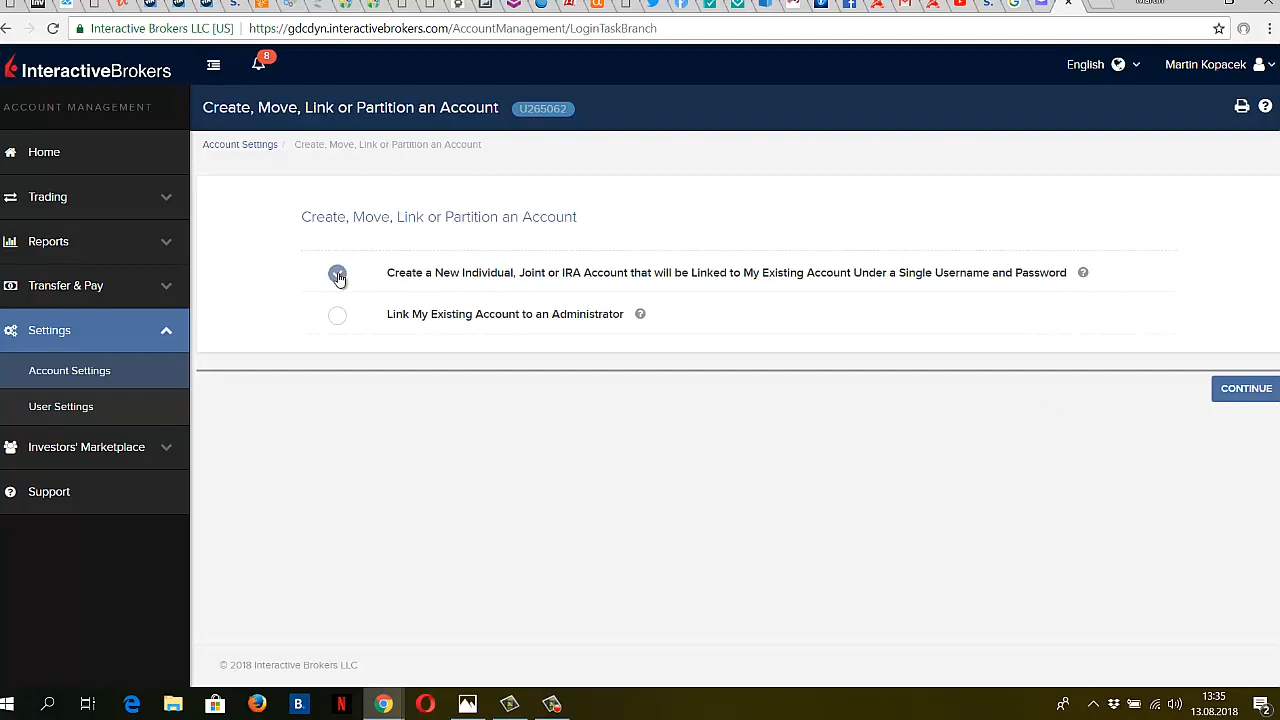 Interactive Brokers LLC [US]
https://gdcdyn.interactivebrokers.com/AccountManagement/LoginTaskBranch
InteractiveBrokers
8
English
Martin Kopacek
ACCOUNT MANAGEMENT
Create, Move, Link or Partition an Account
U265062
Account Settings / Create, Move, Link or Partition an Account
Home
Trading
Reports
Transfer & Pay
Settings
Account Settings
User Settings
Investors' Marketplace
Support
Create, Move, Link or Partition an Account
Create a New Individual, Joint or IRA Account that will be Linked to My Existing Account Under a Single Username and Password
Link My Existing Account to an Administrator
CONTINUE
© 2018 Interactive Brokers LLC
13:35
13.08.2018
2